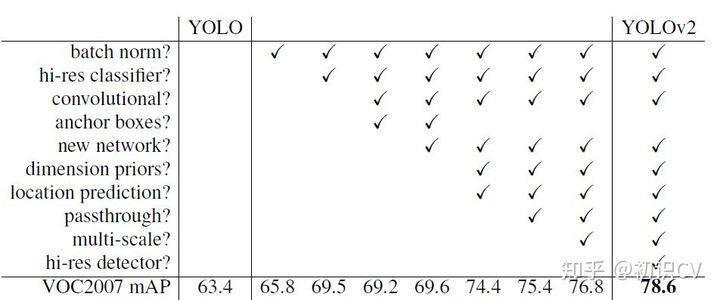 YOLO YOLOv2
batch norm? ✓ ✓ ✓ ✓ ✓ ✓ ✓ ✓
hi-res classifier? ✓ ✓ ✓ ✓ ✓ ✓ ✓
convolutional? ✓ ✓ ✓ ✓ ✓ ✓
anchor boxes? ✓ ✓
new network? ✓ ✓ ✓ ✓ ✓
dimension priors? ✓ ✓ ✓ ✓
location prediction? ✓ ✓ ✓ ✓
passthrough? ✓ ✓ ✓
multi-scale? ✓ ✓
hi-res detector? ✓
VOC2007 mAP 63.4 65.8 69.5 69.2 69.6 74.4 75.4 76.8 78.6
知乎 @初识CV